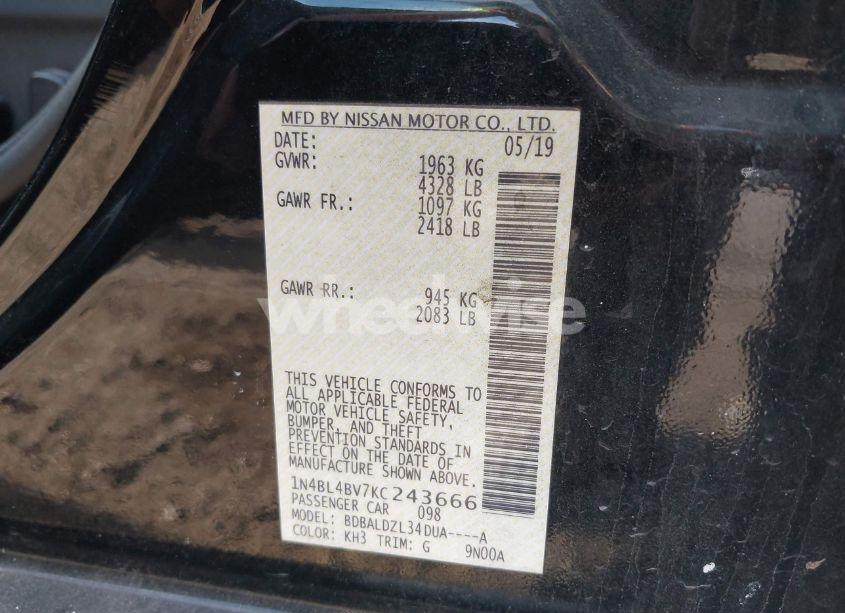 MFD BY NISSAN MOTOR CO., LTD.
DATE: 05/19
GVWR: 1963 KG
4328 LB
GAWR FR.: 1097 KG
2418 LB
GAWR RR.: 945 KG
2083 LB
wheelwise
THIS VEHICLE CONFORMS TO
ALL APPLICABLE FEDERAL
MOTOR VEHICLE SAFETY,
BUMPER, AND THEFT
PREVENTION STANDARDS IN
EFFECT ON THE DATE OF
MANUFACTURE SHOWN ABOVE.
1N4BL4BV7KC243666
PASSENGER CAR 098
MODEL: BDBALDZL34DUA----A
COLOR: KH3 TRIM: G 9N00A